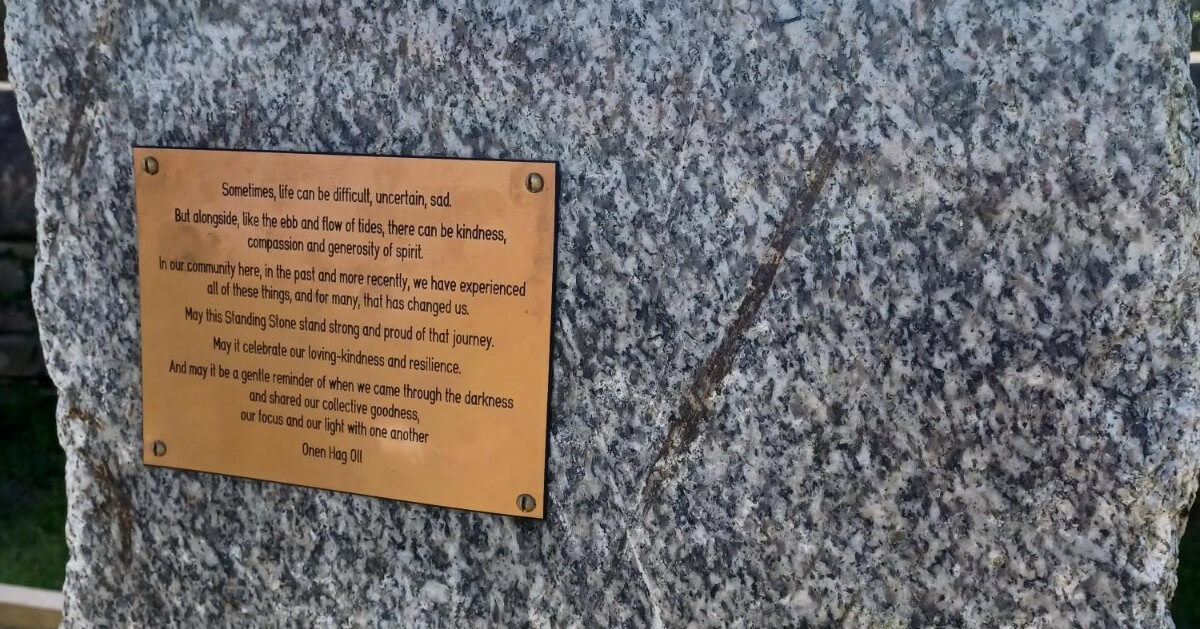 Sometimes, life can be difficult, uncertain, sad.
But alongside, like the ebb and flow of tides, there can be kindness,
compassion and generosity of spirit.
In our community here, in the past and more recently, we have experienced
all of these things, and for many, that has changed us.
May this Standing Stone stand strong and proud of that journey.
May it celebrate our loving-kindness and resilience.
And may it be a gentle reminder of when we came through the darkness
and shared our collective goodness,
our focus and our light with one another
Onen Hag Oll